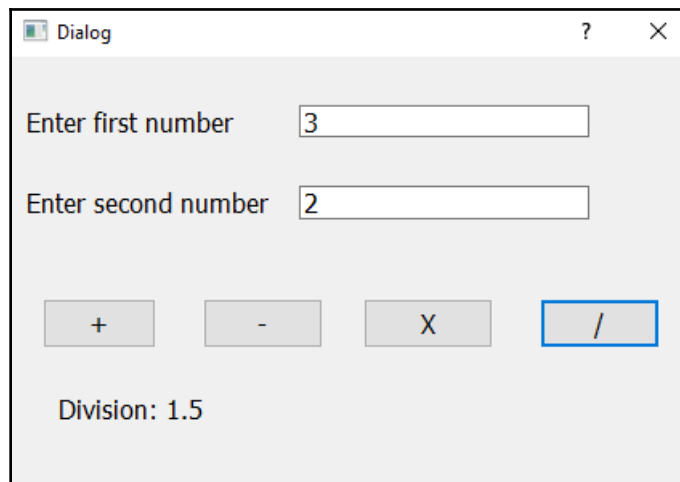 Dialog ? ×
Enter first number 3
Enter second number 2
+ - X /
Division: 1.5